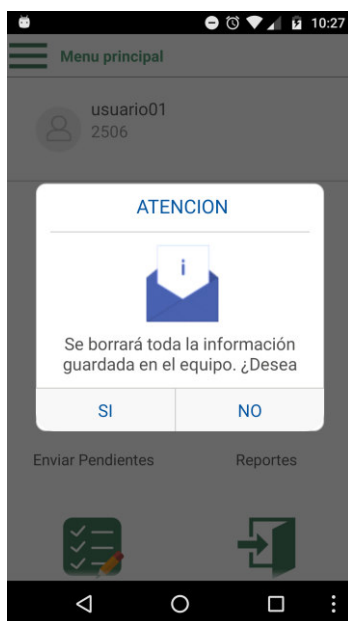 10:27
Menu principal
usuario01
2506
ATENCION
i
Se borrará toda la información
guardada en el equipo. ¿Desea
SI
NO
Enviar Pendientes
Reportes